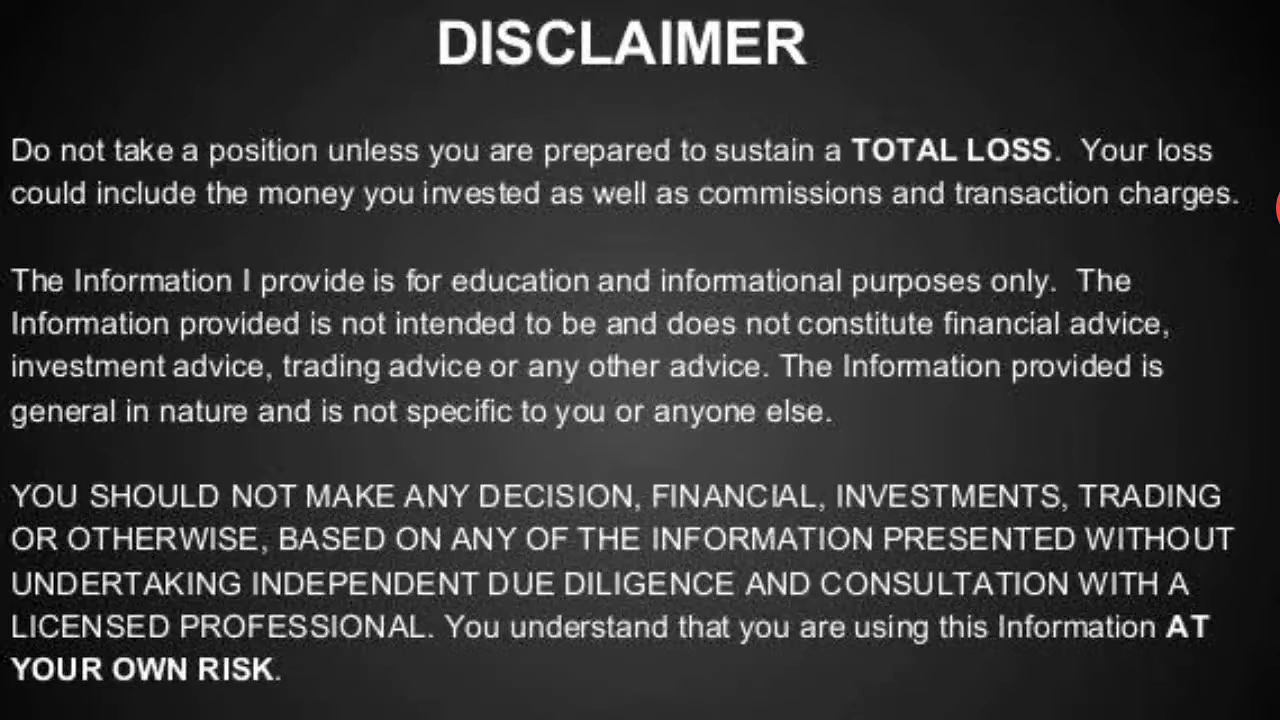 DISCLAIMER
Do not take a position unless you are prepared to sustain a TOTAL LOSS.  Your loss
could include the money you invested as well as commissions and transaction charges.
The Information I provide is for education and informational purposes only.  The
Information provided is not intended to be and does not constitute financial advice,
investment advice, trading advice or any other advice. The Information provided is
general in nature and is not specific to you or anyone else.
YOU SHOULD NOT MAKE ANY DECISION, FINANCIAL, INVESTMENTS, TRADING
OR OTHERWISE, BASED ON ANY OF THE INFORMATION PRESENTED WITHOUT
UNDERTAKING INDEPENDENT DUE DILIGENCE AND CONSULTATION WITH A
LICENSED PROFESSIONAL. You understand that you are using this Information AT
YOUR OWN RISK.